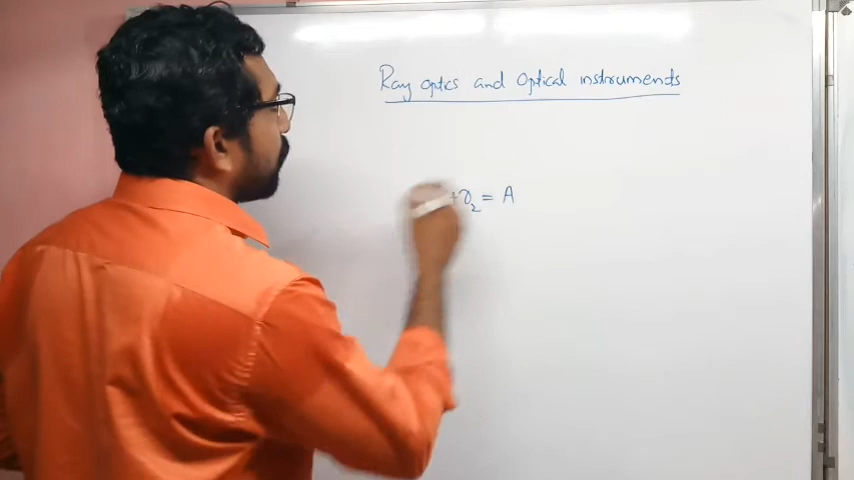 Ray optics and Optical instruments
+r₂ = A